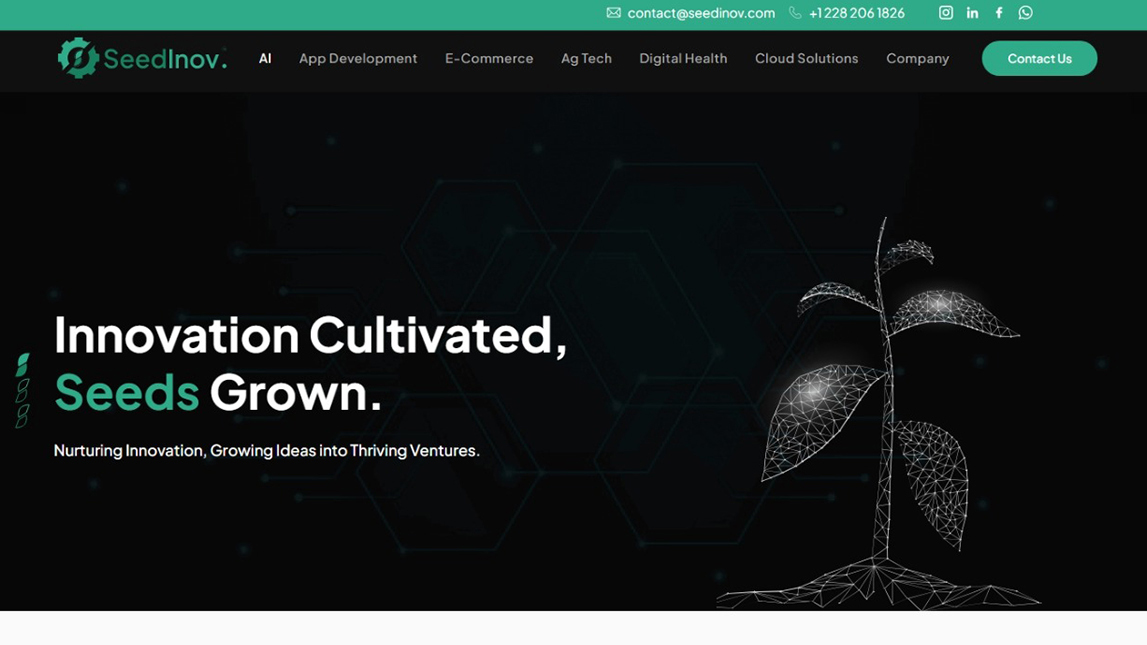 contact@seedinov.com +1 228 206 1826
SeedInov.
AI App Development E-Commerce Ag Tech Digital Health Cloud Solutions Company Contact Us
Innovation Cultivated,
Seeds Grown.
Nurturing Innovation, Growing Ideas into Thriving Ventures.